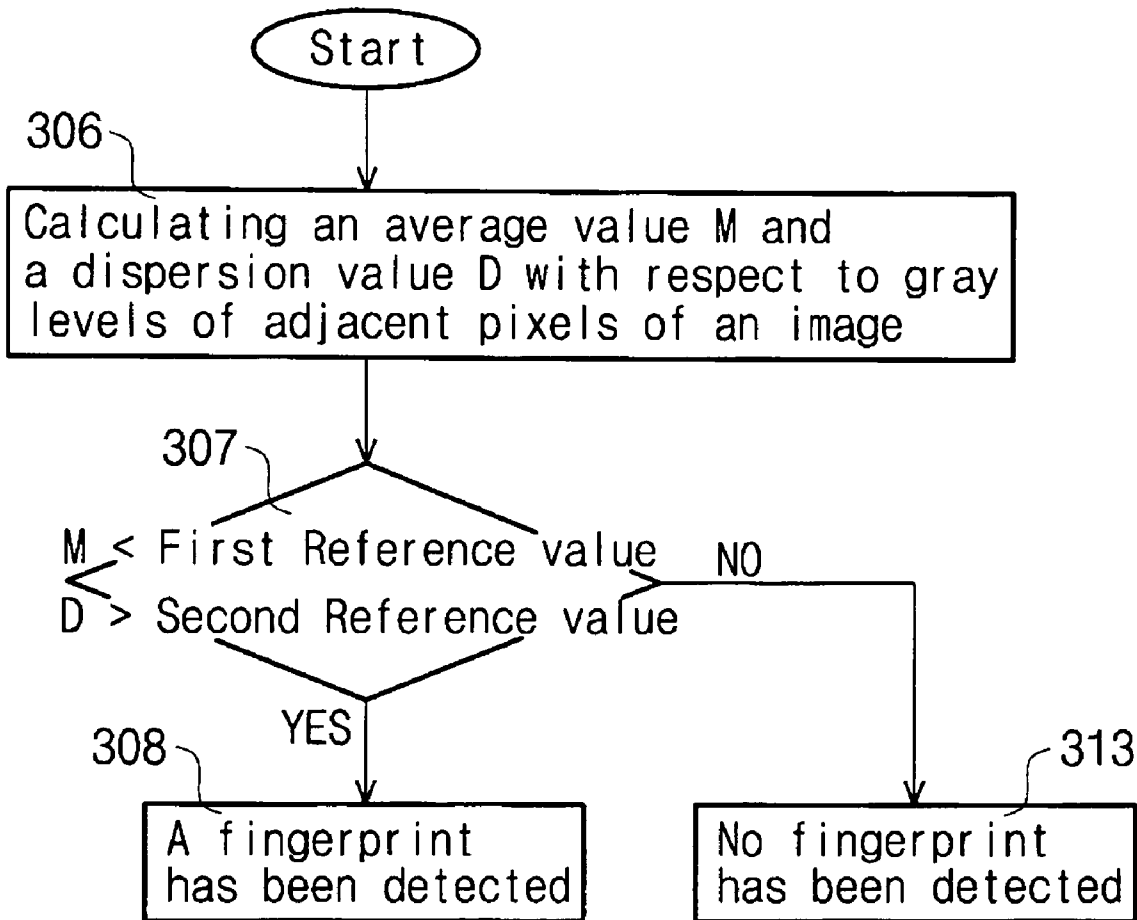 Start
306
Calculating an average value M and
a dispersion value D with respect to gray
levels of adjacent pixels of an image
307
M < First Reference value
D > Second Reference value
NO
YES
308
313
A fingerprint
has been detected
No fingerprint
has been detected